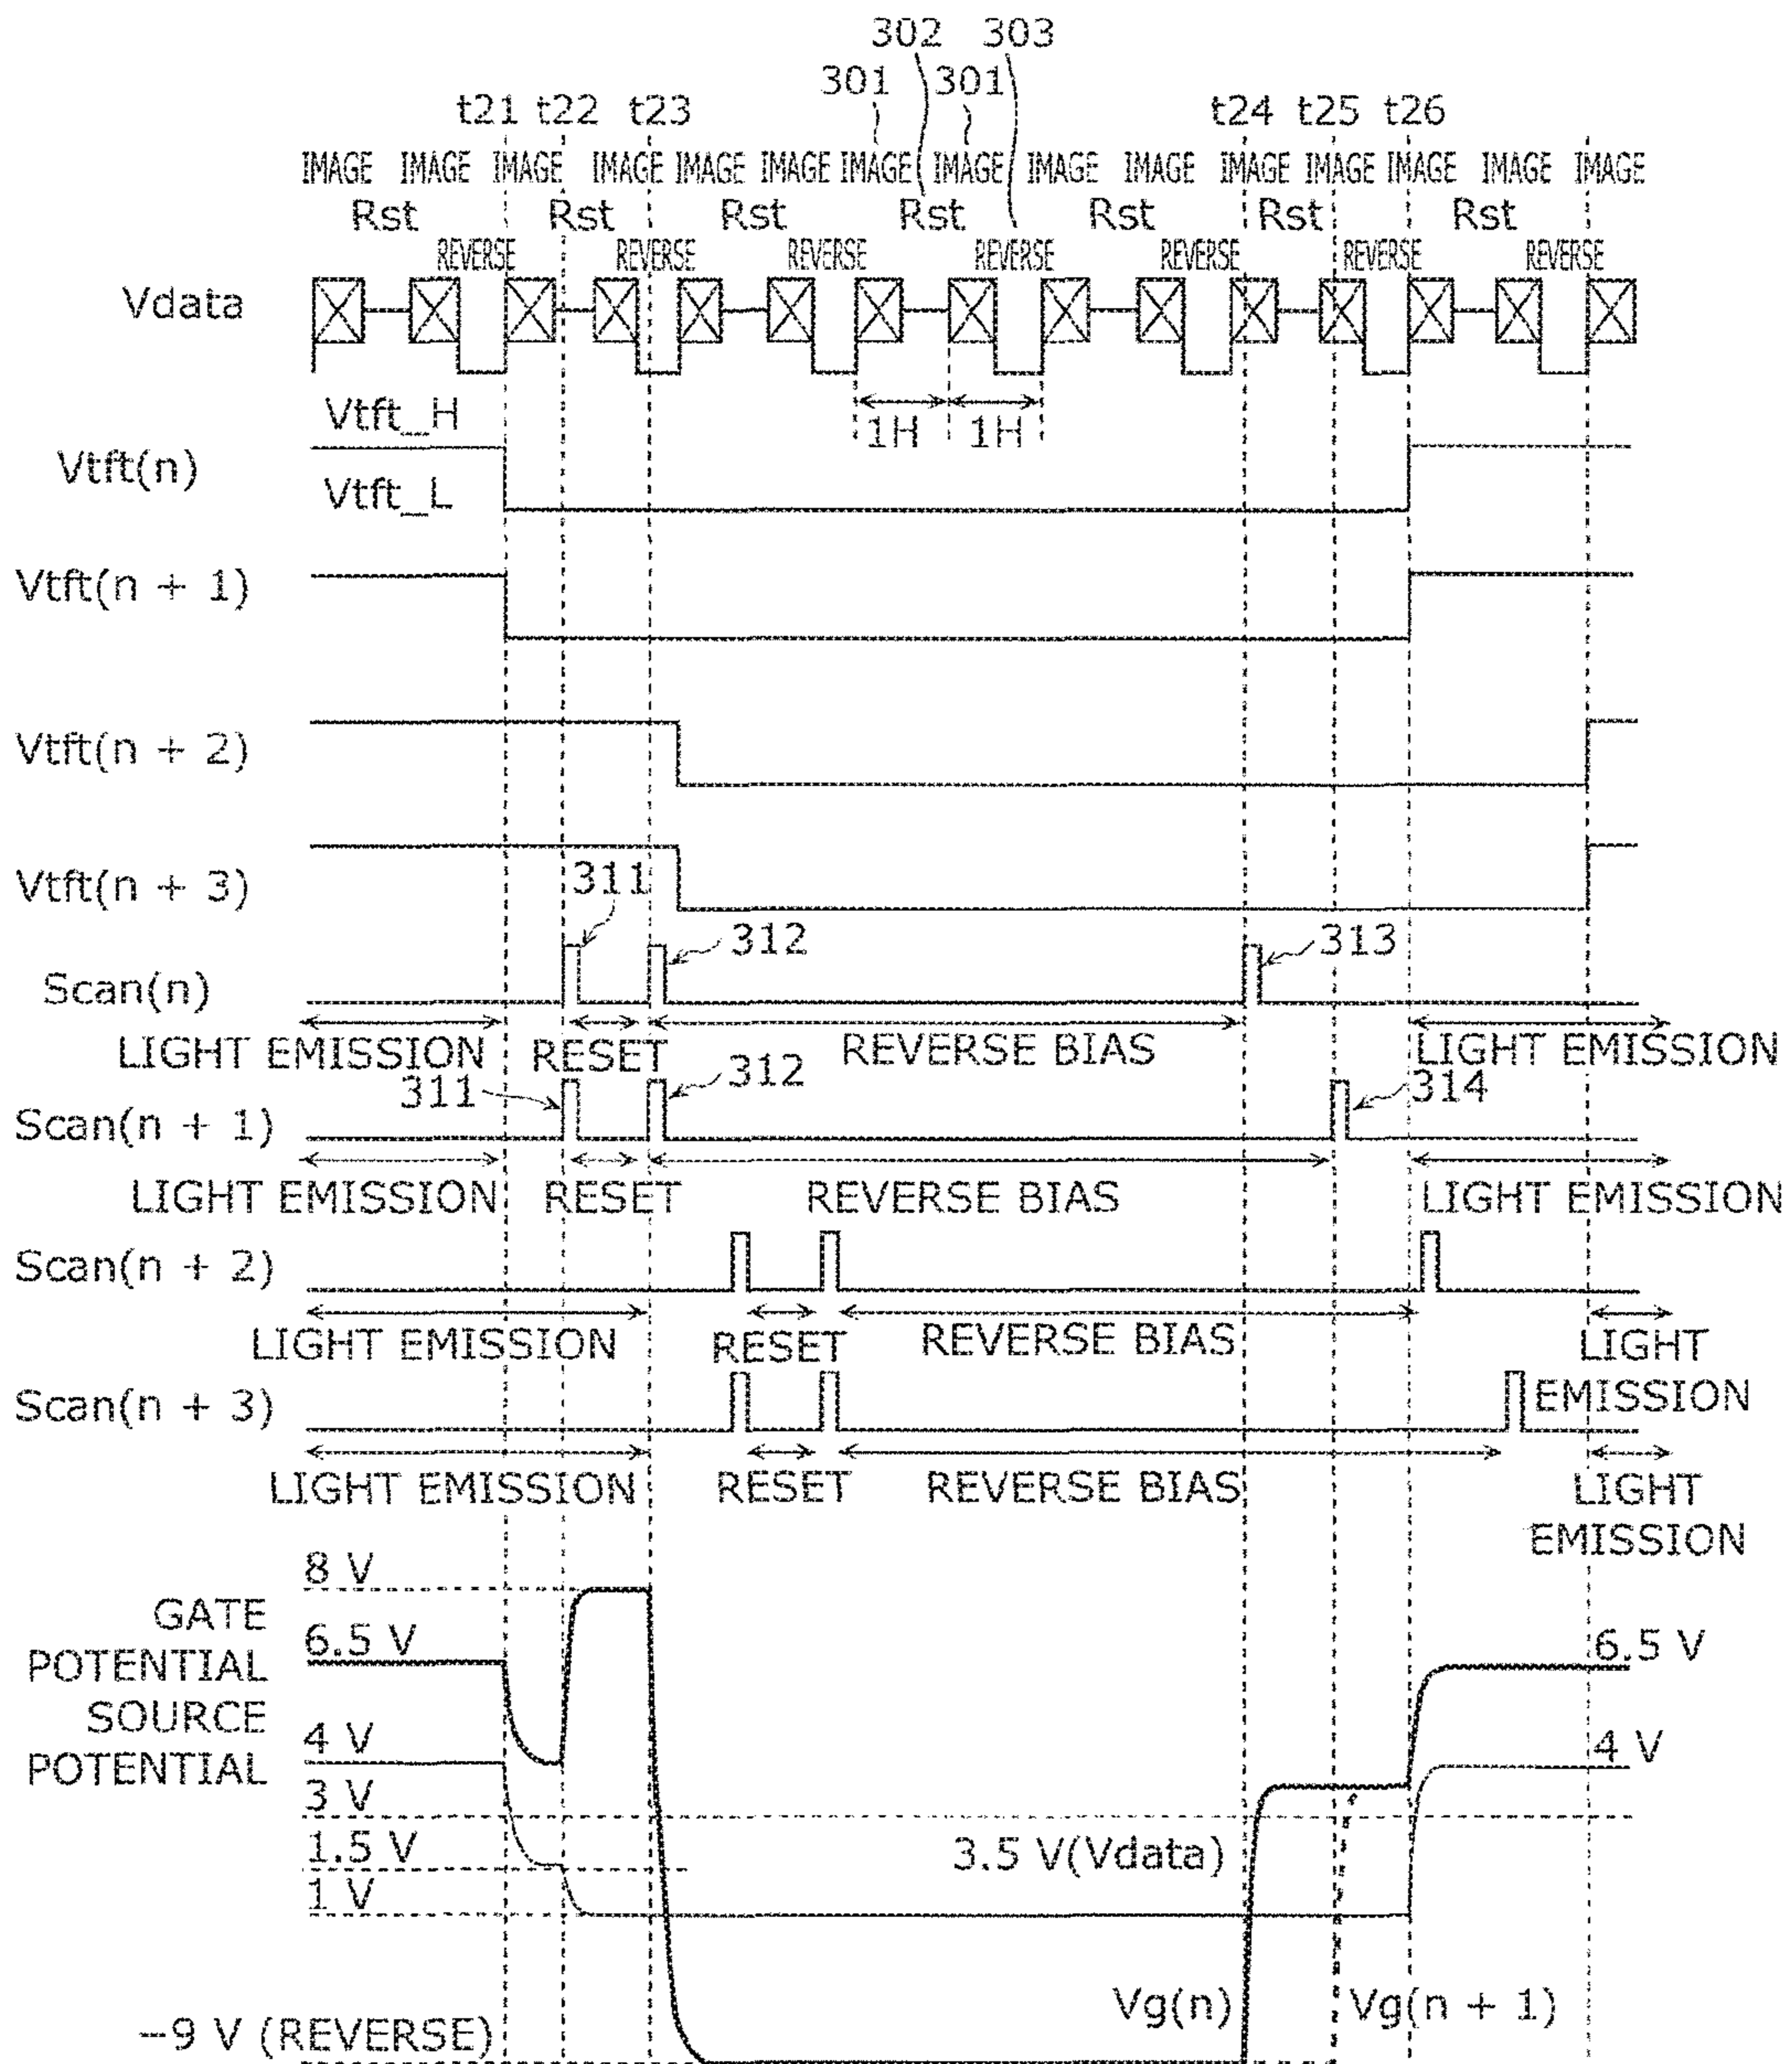 302 303
301 301
t21 t22 t23 t24 t25 t26
IMAGE IMAGE IMAGE IMAGE IMAGE IMAGE IMAGE IMAGE IMAGE IMAGE IMAGE IMAGE IMAGE IMAGE IMAGE
Rst Rst Rst Rst Rst Rst Rst
REVERSE REVERSE REVERSE REVERSE REVERSE REVERSE REVERSE
Vdata
1H 1H
Vtft_H
Vtft(n)
Vtft_L
Vtft(n + 1)
Vtft(n + 2)
Vtft(n + 3)
311
312 313
Scan(n)
LIGHT EMISSION RESET REVERSE BIAS LIGHT EMISSION
311 312 314
Scan(n + 1)
LIGHT EMISSION RESET REVERSE BIAS LIGHT EMISSION
Scan(n + 2)
LIGHT EMISSION RESET REVERSE BIAS LIGHT
EMISSION
Scan(n + 3)
LIGHT EMISSION RESET REVERSE BIAS LIGHT
EMISSION
8 V
GATE
POTENTIAL
SOURCE
POTENTIAL
6.5 V 6.5 V
4 V 4 V
3 V
1.5 V 3.5 V(Vdata)
1 V
Vg(n) Vg(n + 1)
−9 V (REVERSE)